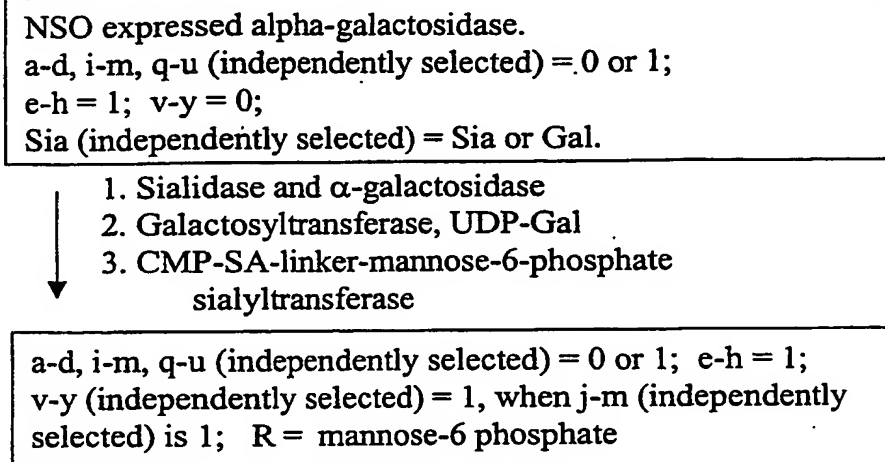 NSO expressed alpha-galactosidase.
a-d, i-m, q-u (independently selected) = 0 or 1;
e-h = 1; v-y = 0;
Sia (independently selected) = Sia or Gal.
1. Sialidase and α-galactosidase
2. Galactosyltransferase, UDP-Gal
3. CMP-SA-linker-mannose-6-phosphate
sialyltransferase
a-d, i-m, q-u (independently selected) = 0 or 1; e-h = 1;
v-y (independently selected) = 1, when j-m (independently
selected) is 1; R = mannose-6 phosphate